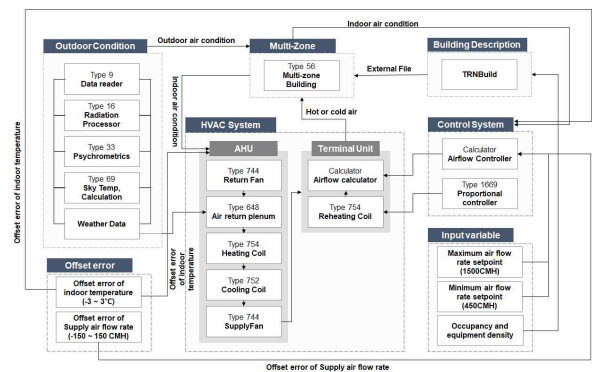 Indoor air condition
Outdoor Condition
Outdoor air condition
Multi-Zone
Building Description
Type 9
Data reader
Type 16
Radiation
Processor
Type 33
Psychrometrics
Type 69
Sky Temp,
Calculation
Weather Data
Indoor air condition
Type 56
Multi-zone
Building
External File
TRNBuild
Hot or cold air
HVAC System
AHU
Type 744
Return Fan
Type 648
Air return plenum
Type 754
Heating Coil
Type 752
Cooling Coil
Type 744
SupplyFan
Terminal Unit
Calculator
Airflow calculator
Type 754
Reheating Coil
Control System
Calculator
Airflow Controller
Type 1669
Proportional
controller
Input variable
Maximum air flow
rate setpoint
(1500CMH)
Minimum air flow
rate setpoint
(450CMH)
Occupancy and
equipment density
Offset error of indoor temperature
Offset error
Offset error of
indoor temperature
(-3 ~ 3°C)
Offset error of
Supply air flow rate
(-150 ~ 150 CMH)
Offset error
of indoor
temperature
Offset error of Supply air flow rate